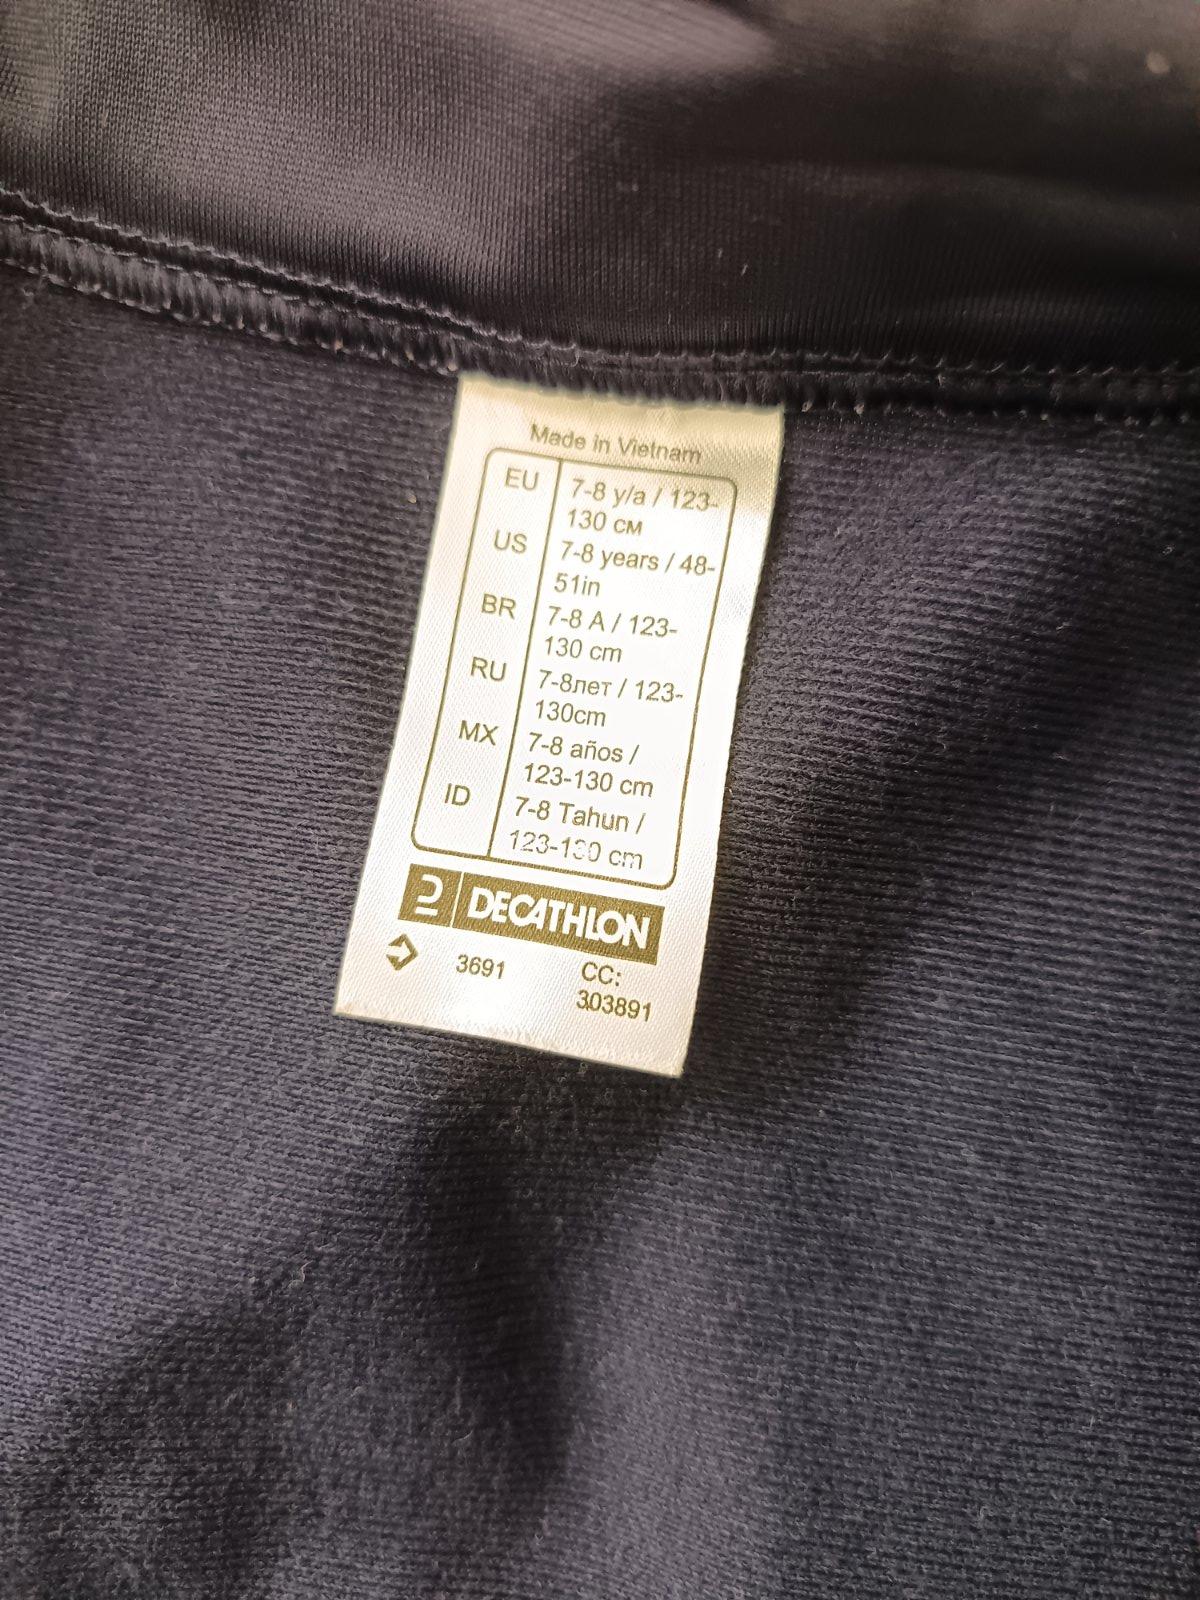 Made in Vietnam
EU 7-8 y/a / 123-
130 см
US 7-8 years / 48-
51in
BR 7-8 A / 123-
130 cm
RU 7-8лет / 123-
130cm
MX 7-8 años /
123-130 cm
ID 7-8 Tahun /
123-130 cm
DECATHLON
3691 CC:
303891